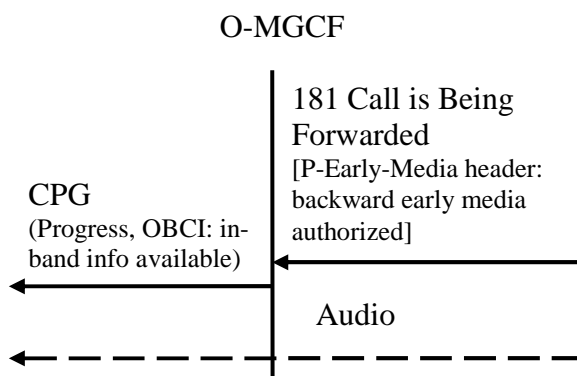 O-MGCF
181 Call is Being
Forwarded
[P-Early-Media header:
backward early media
authorized]
CPG
(Progress, OBCI: in-
band info available)
Audio